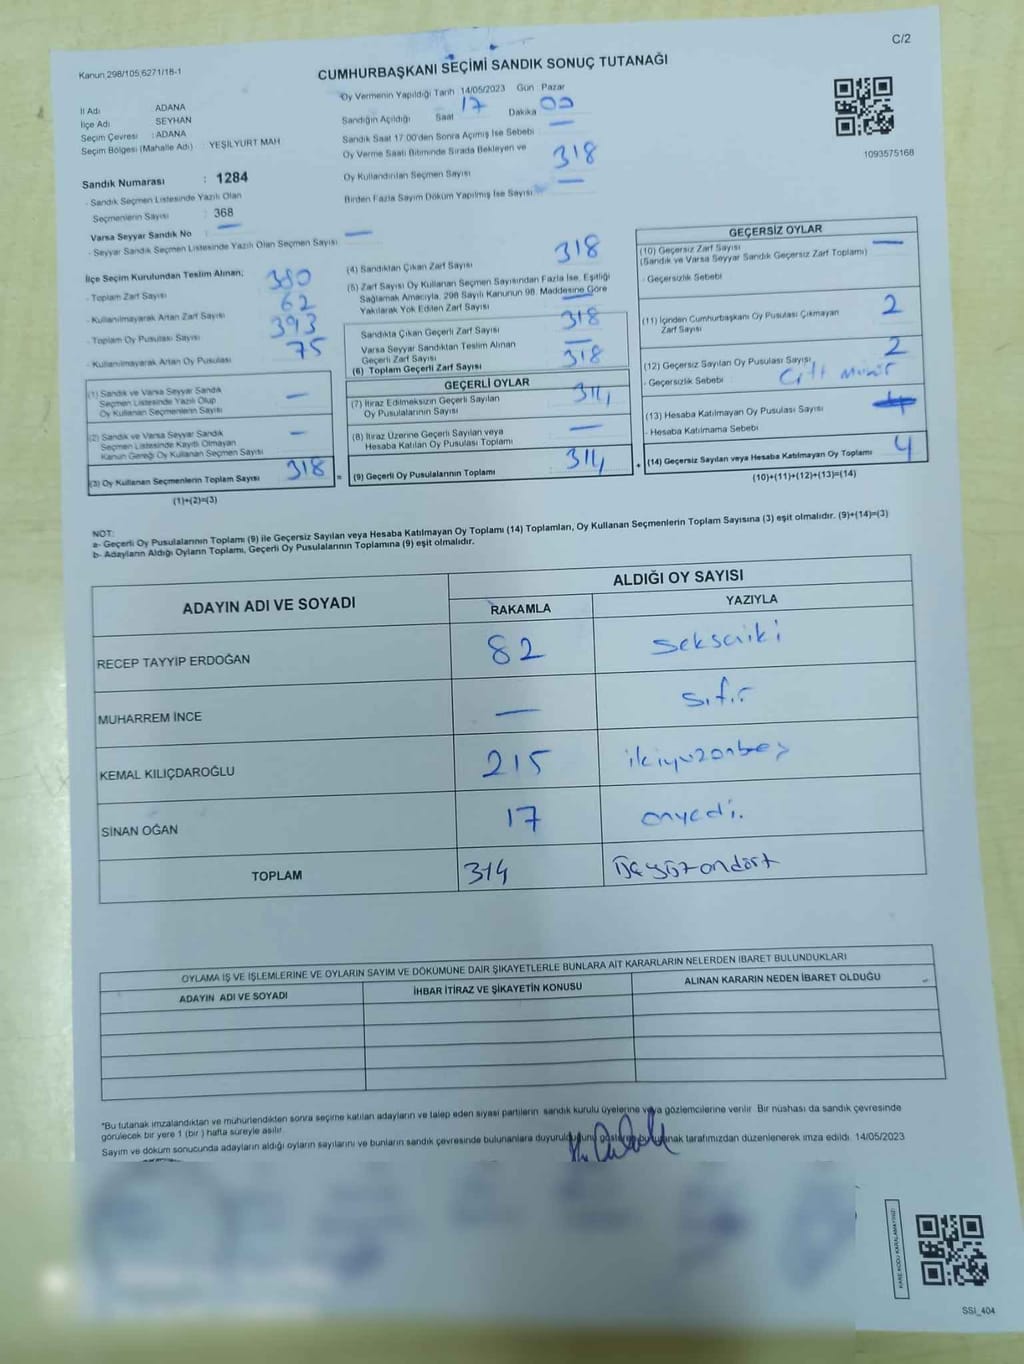 C/2
Kanun 298/105,6271/18-1
CUMHURBAŞKANI SEÇİMİ SANDIK SONUÇ TUTANAĞI
İl Adı ADANA
İlçe Adı SEYHAN
Seçim Çevresi : ADANA
Seçim Bölgesi (Mahalle Adı) : YEŞİLYURT MAH
Oy Vermenin Yapıldığı Tarih 14/05/2023 Gün Pazar
Sandığın Açıldığı Saat 17 Dakika 00
Sandık Saat 17:00'den Sonra Açılmış İse Sebebi —
Oy Verme Saati Bitiminde Sırada Bekleyen ve
Oy Kullandırılan Seçmen Sayısı 318
Birden Fazla Sayım Döküm Yapılmış İse Sayısı —
1093575168
Sandık Numarası : 1284
- Sandık Seçmen Listesinde Yazılı Olan
Seçmenlerin Sayısı : 368
Varsa Seyyar Sandık No —
- Seyyar Sandık Seçmen Listesinde Yazılı Olan Seçmen Sayısı —
İlçe Seçim Kurulundan Teslim Alınan;
- Toplam Zarf Sayısı 380
- Kullanılmayarak Artan Zarf Sayısı 62
- Toplam Oy Pusulası Sayısı 393
- Kullanılmayarak Artan Oy Pusulası 75
(1) Sandık ve Varsa Seyyar Sandık
Seçmen Listesinde Yazılı Olup
Oy Kullanan Seçmenlerin Sayısı —
(2) Sandık ve Varsa Seyyar Sandık
Seçmen Listesinde Kayıtlı Olmayan
Kanun Gereği Oy Kullanan Seçmen Sayısı —
(3) Oy Kullanan Seçmenlerin Toplam Sayısı 318
(1)+(2)=(3)
(4) Sandıktan Çıkan Zarf Sayısı 318
(5) Zarf Sayısı Oy Kullanan Seçmen Sayısından Fazla İse, Eşitliği
Sağlamak Amacıyla, 298 Sayılı Kanunun 98. Maddesine Göre
Yakılarak Yok Edilen Zarf Sayısı —
Sandıkta Çıkan Geçerli Zarf Sayısı 318
Varsa Seyyar Sandıktan Teslim Alınan
Geçerli Zarf Sayısı —
(6) Toplam Geçerli Zarf Sayısı 318
GEÇERLİ OYLAR
(7) İtiraz Edilmeksizin Geçerli Sayılan
Oy Pusulalarının Sayısı 314
(8) İtiraz Üzerine Geçerli Sayılan veya
Hesaba Katılan Oy Pusulası Toplamı —
= (9) Geçerli Oy Pusulalarının Toplamı 314
GEÇERSİZ OYLAR
(10) Geçersiz Zarf Sayısı —
(Sandık ve Varsa Seyyar Sandık Geçersiz Zarf Toplamı)
- Geçersizlik Sebebi
(11) İçinden Cumhurbaşkanı Oy Pusulası Çıkmayan
Zarf Sayısı 2
(12) Geçersiz Sayılan Oy Pusulası Sayısı 2
- Geçersizlik Sebebi Çift Mühür
(13) Hesaba Katılmayan Oy Pusulası Sayısı
- Hesaba Katılmama Sebebi
+ (14) Geçersiz Sayılan veya Hesaba Katılmayan Oy Toplamı 4
(10)+(11)+(12)+(13)=(14)
NOT:
a- Geçerli Oy Pusulalarının Toplamı (9) ile Geçersiz Sayılan veya Hesaba Katılmayan Oy Toplamı (14) Toplamları, Oy Kullanan Seçmenlerin Toplam Sayısına (3) eşit olmalıdır. (9)+(14)=(3)
b- Adayların Aldığı Oyların Toplamı, Geçerli Oy Pusulalarının Toplamına (9) eşit olmalıdır.
ADAYIN ADI VE SOYADI
ALDIĞI OY SAYISI
RAKAMLA YAZIYLA
RECEP TAYYİP ERDOĞAN 82 sekseniki
MUHARREM İNCE — sıfır
KEMAL KILIÇDAROĞLU 215 ikiyüzonbeş
SİNAN OĞAN 17 onyedi.
TOPLAM 314 üçyüzondört
OYLAMA İŞ VE İŞLEMLERİNE VE OYLARIN SAYIM VE DÖKÜMÜNE DAİR ŞİKAYETLERLE BUNLARA AİT KARARLARIN NELERDEN İBARET BULUNDUKLARI
ADAYIN ADI VE SOYADI İHBAR İTİRAZ VE ŞİKAYETİN KONUSU ALINAN KARARIN NEDEN İBARET OLDUĞU
*Bu tutanak imzalandıktan ve mühürlendikten sonra seçime katılan adayların ve talep eden siyasi partilerin sandık kurulu üyelerine veya gözlemcilerine verilir. Bir nüshası da sandık çevresinde
görülecek bir yere 1 (bir) hafta süreyle asılır.
Sayım ve döküm sonucunda adayların aldığı oyların sayılarını ve bunların sandık çevresinde bulunanlara duyurulduğunu gösteren bu tutanak tarafımızdan düzenlenerek imza edildi. 14/05/2023
KARE KODU KARALAMAYINIZ!
SSİ_404